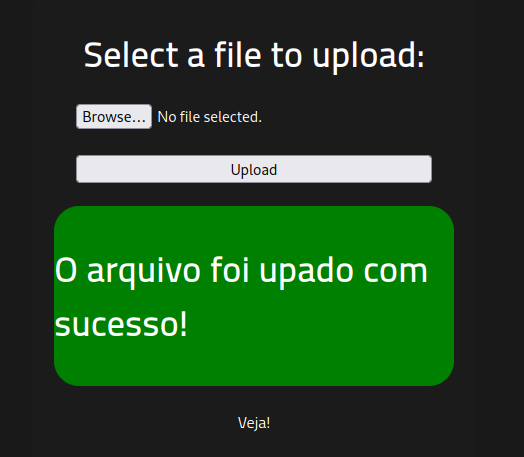 Select a file to upload:
Browse... No file selected.
Upload
O arquivo foi upado com
sucesso!
Veja!